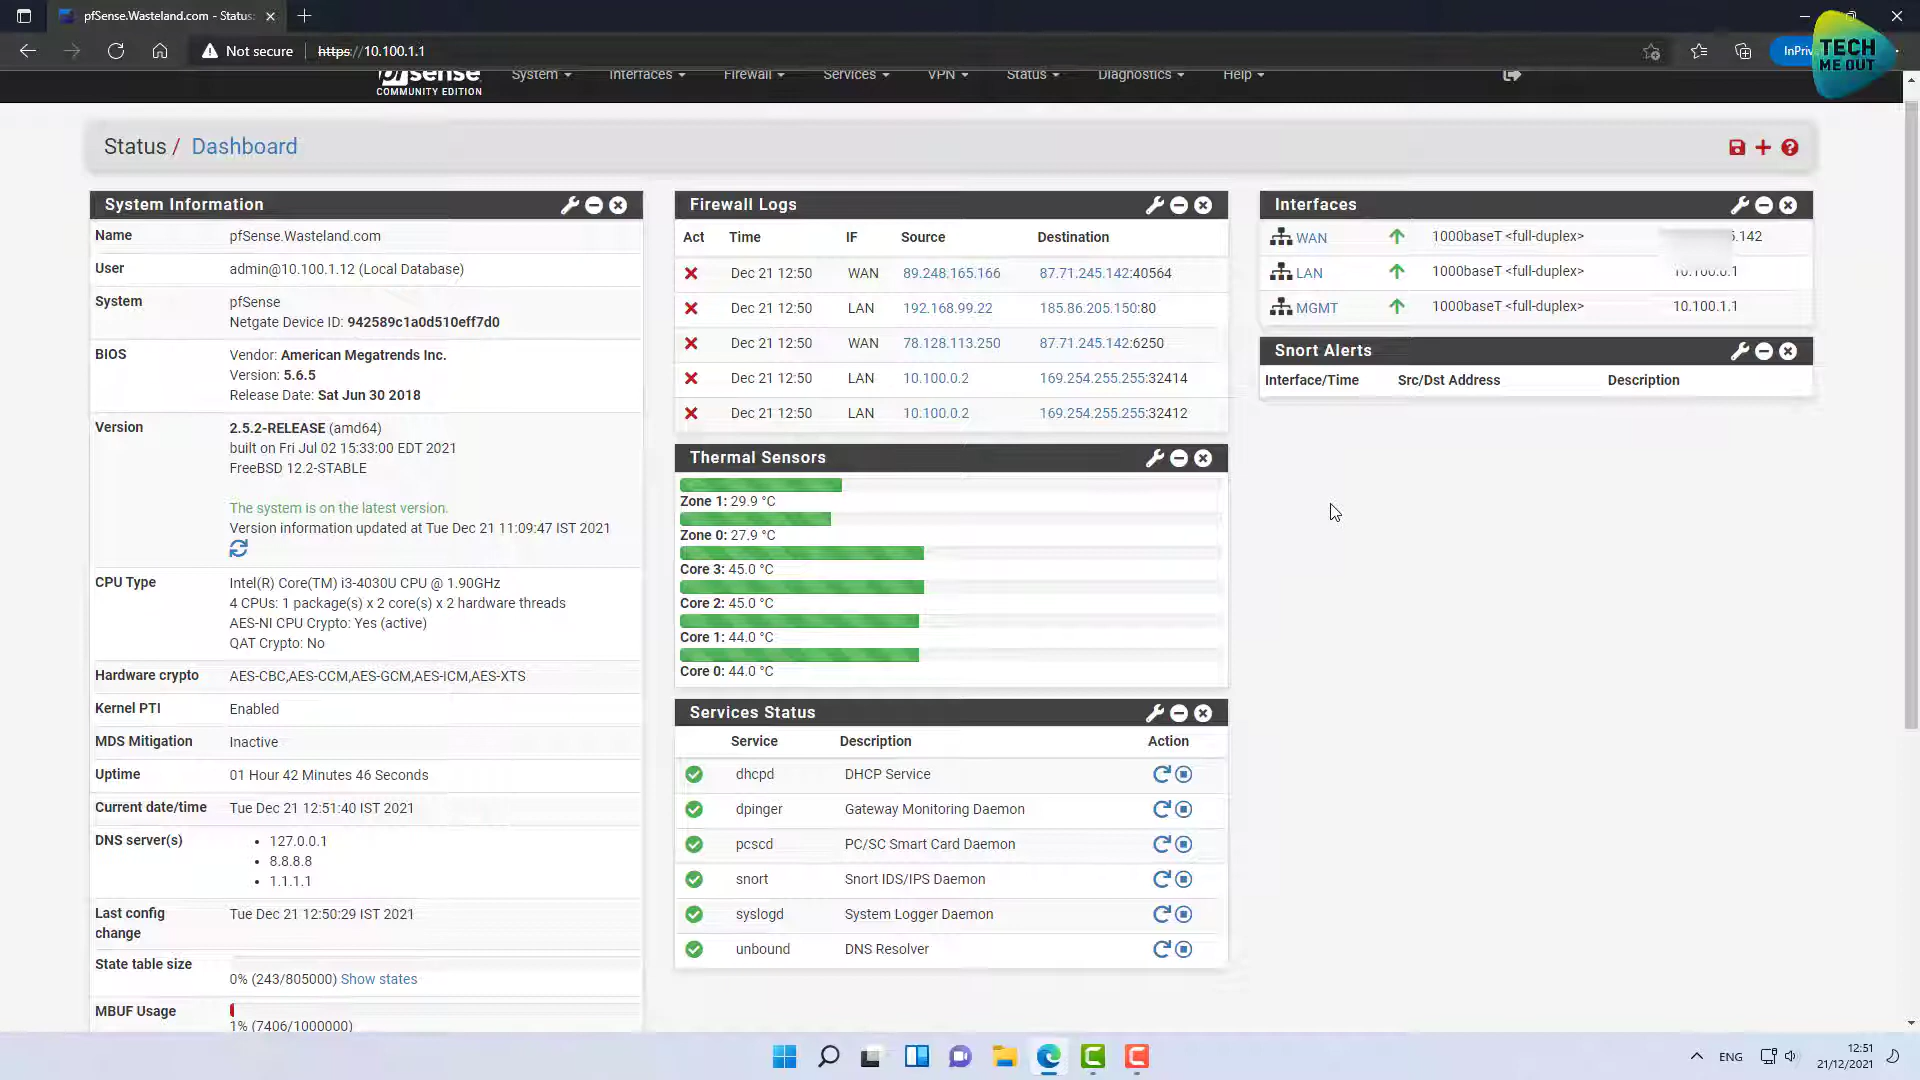 pfSense.Wasteland.com - Status:
Not secure
https://10.100.1.1
InPriv
TECH
ME OUT
pfsense
COMMUNITY EDITION
System
Interfaces
Firewall
Services
VPN
Status
Diagnostics
Help
Status / Dashboard
System Information
Name pfSense.Wasteland.com
User admin@10.100.1.12 (Local Database)
System pfSense
Netgate Device ID: 942589c1a0d510eff7d0
BIOS Vendor: American Megatrends Inc.
Version: 5.6.5
Release Date: Sat Jun 30 2018
Version 2.5.2-RELEASE (amd64)
built on Fri Jul 02 15:33:00 EDT 2021
FreeBSD 12.2-STABLE
The system is on the latest version.
Version information updated at Tue Dec 21 11:09:47 IST 2021
CPU Type Intel(R) Core(TM) i3-4030U CPU @ 1.90GHz
4 CPUs: 1 package(s) x 2 core(s) x 2 hardware threads
AES-NI CPU Crypto: Yes (active)
QAT Crypto: No
Hardware crypto AES-CBC,AES-CCM,AES-GCM,AES-ICM,AES-XTS
Kernel PTI Enabled
MDS Mitigation Inactive
Uptime 01 Hour 42 Minutes 46 Seconds
Current date/time Tue Dec 21 12:51:40 IST 2021
DNS server(s)
• 127.0.0.1
• 8.8.8.8
• 1.1.1.1
Last config change Tue Dec 21 12:50:29 IST 2021
State table size
0% (243/805000) Show states
MBUF Usage
1% (7406/1000000)
Firewall Logs
Act Time IF Source Destination
Dec 21 12:50 WAN 89.248.165.166 87.71.245.142:40564
Dec 21 12:50 LAN 192.168.99.22 185.86.205.150:80
Dec 21 12:50 WAN 78.128.113.250 87.71.245.142:6250
Dec 21 12:50 LAN 10.100.0.2 169.254.255.255:32414
Dec 21 12:50 LAN 10.100.0.2 169.254.255.255:32412
Thermal Sensors
Zone 1: 29.9 °C
Zone 0: 27.9 °C
Core 3: 45.0 °C
Core 2: 45.0 °C
Core 1: 44.0 °C
Core 0: 44.0 °C
Services Status
Service Description Action
dhcpd DHCP Service
dpinger Gateway Monitoring Daemon
pcscd PC/SC Smart Card Daemon
snort Snort IDS/IPS Daemon
syslogd System Logger Daemon
unbound DNS Resolver
Interfaces
WAN 1000baseT <full-duplex> .142
LAN 1000baseT <full-duplex> 10.100.0.1
MGMT 1000baseT <full-duplex> 10.100.1.1
Snort Alerts
Interface/Time Src/Dst Address Description
ENG
12:51
21/12/2021